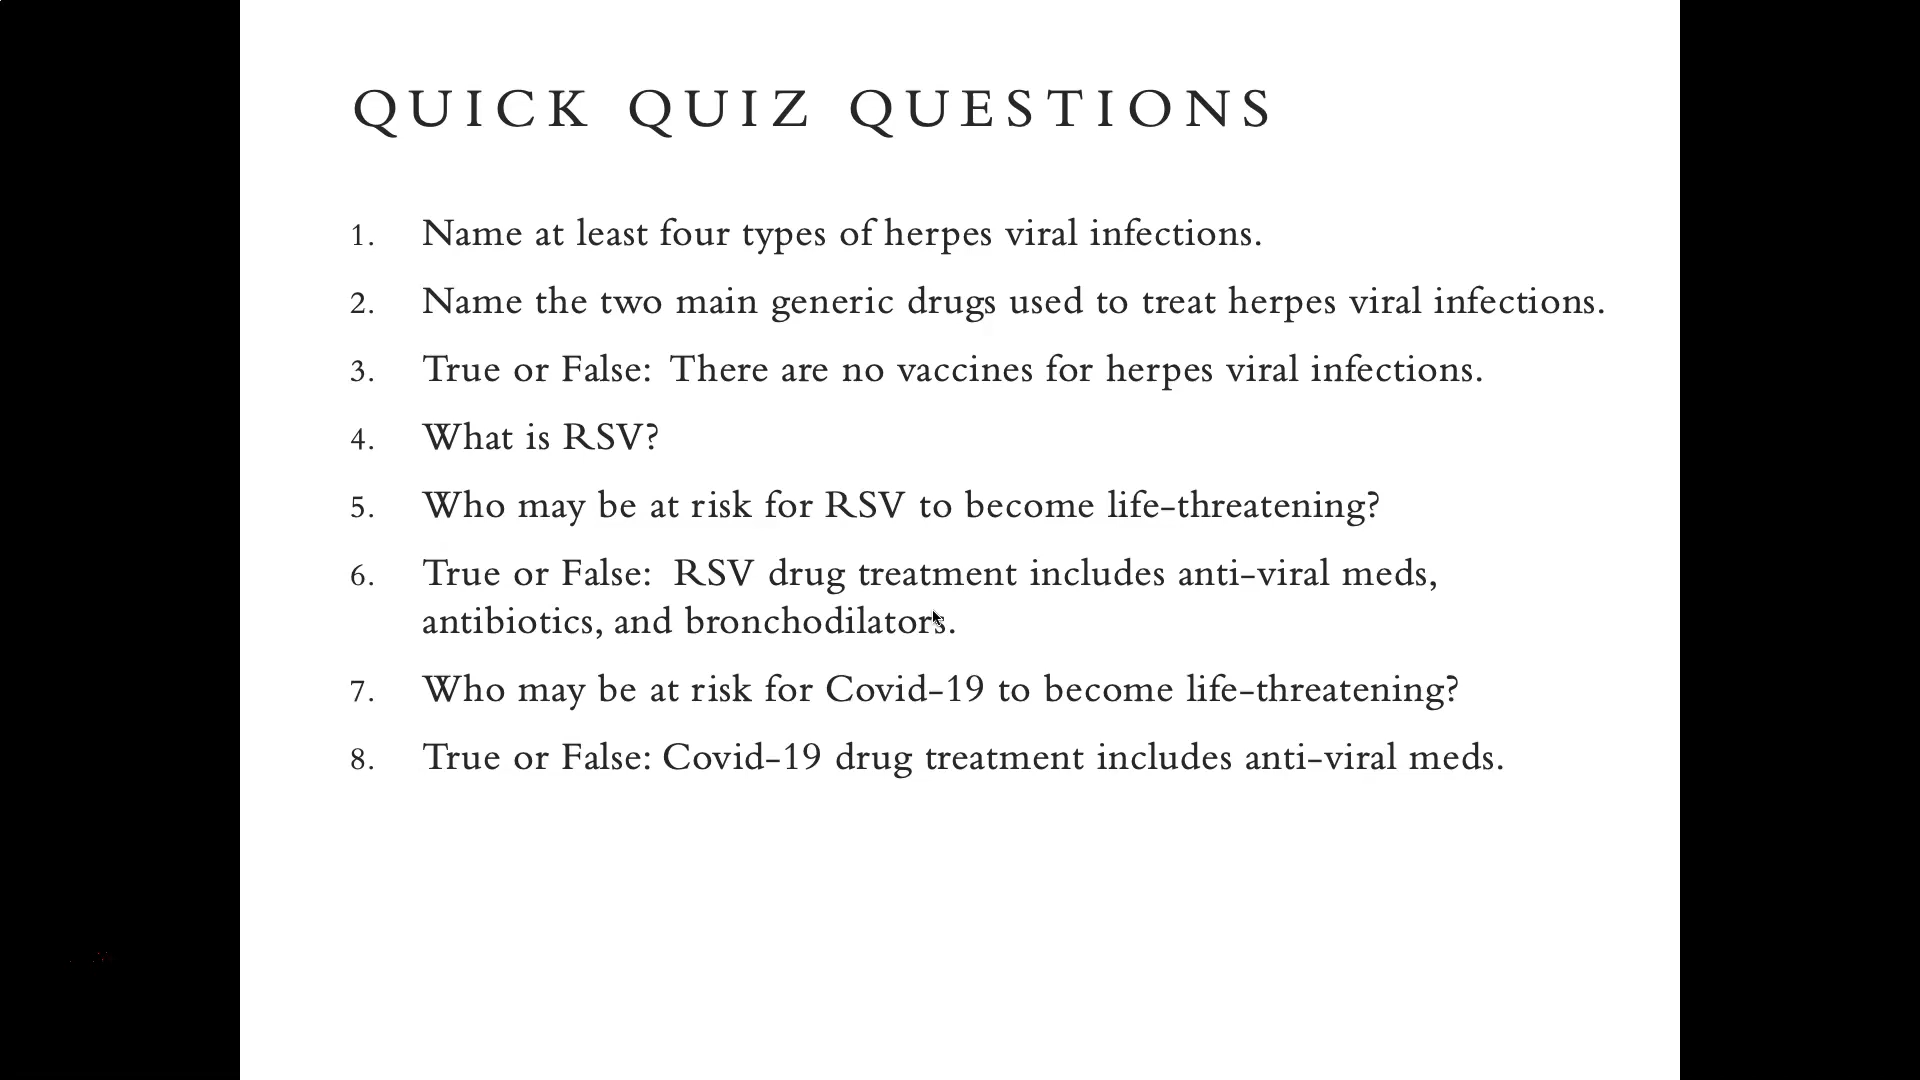 QUICK QUIZ QUESTIONS
1. Name at least four types of herpes viral infections.
2. Name the two main generic drugs used to treat herpes viral infections.
3. True or False: There are no vaccines for herpes viral infections.
4. What is RSV?
5. Who may be at risk for RSV to become life-threatening?
6. True or False: RSV drug treatment includes anti-viral meds,
antibiotics, and bronchodilators.
7. Who may be at risk for Covid-19 to become life-threatening?
8. True or False: Covid-19 drug treatment includes anti-viral meds.